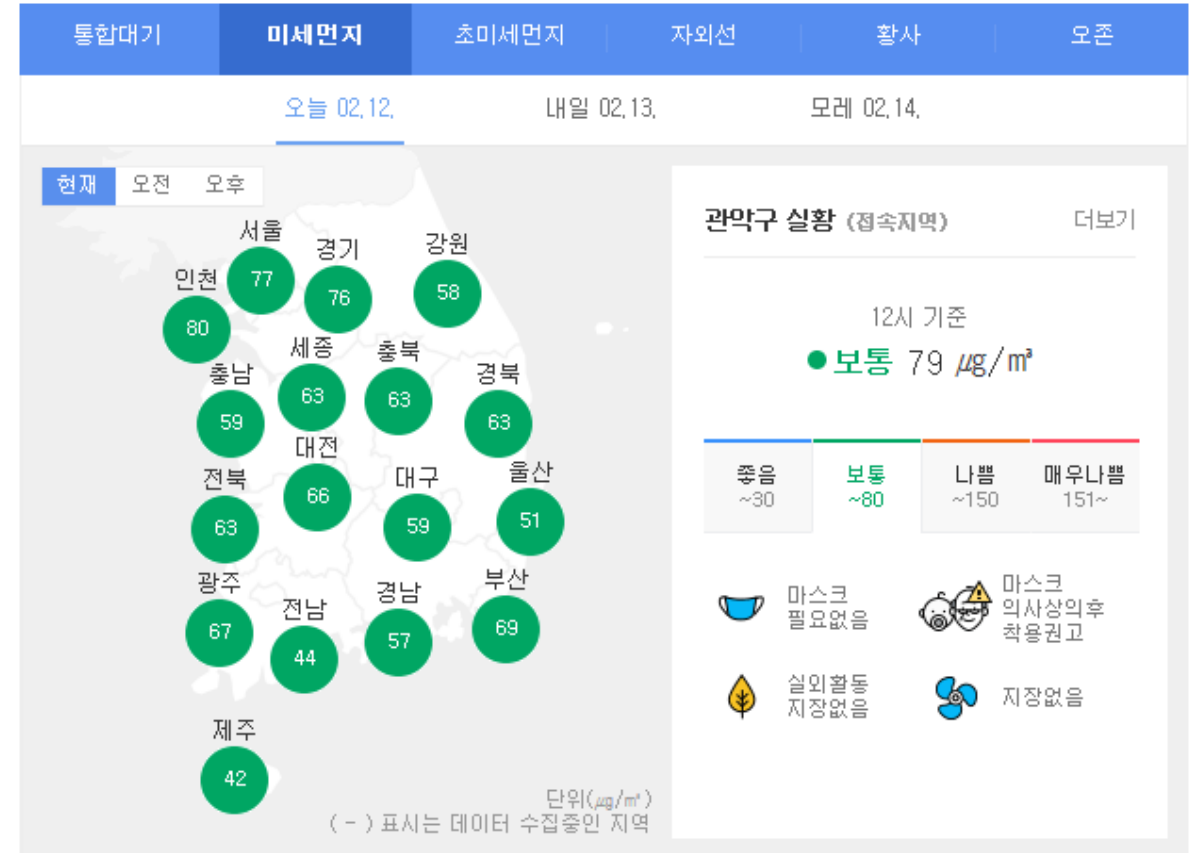 통합대기 미세먼지 초미세먼지 자외선 황사 오존
오늘 02.12. 내일 02.13. 모레 02.14.
현재 오전 오후
서울
77
경기
76
강원
58
인천
80
세종
63
충북
63
충남
59
경북
63
대전
66
전북
63
대구
59
울산
51
광주
67
전남
44
경남
57
부산
69
제주
42
단위(㎍/㎥)
( - ) 표시는 데이터 수집중인 지역
관악구 실황 (접속지역) 더보기
12시 기준
보통 79 ㎍/㎥
좋음
~30
보통
~80
나쁨
~150
매우나쁨
151~
마스크
필요없음
마스크
의사상의후
착용권고
실외활동
지장없음
지장없음